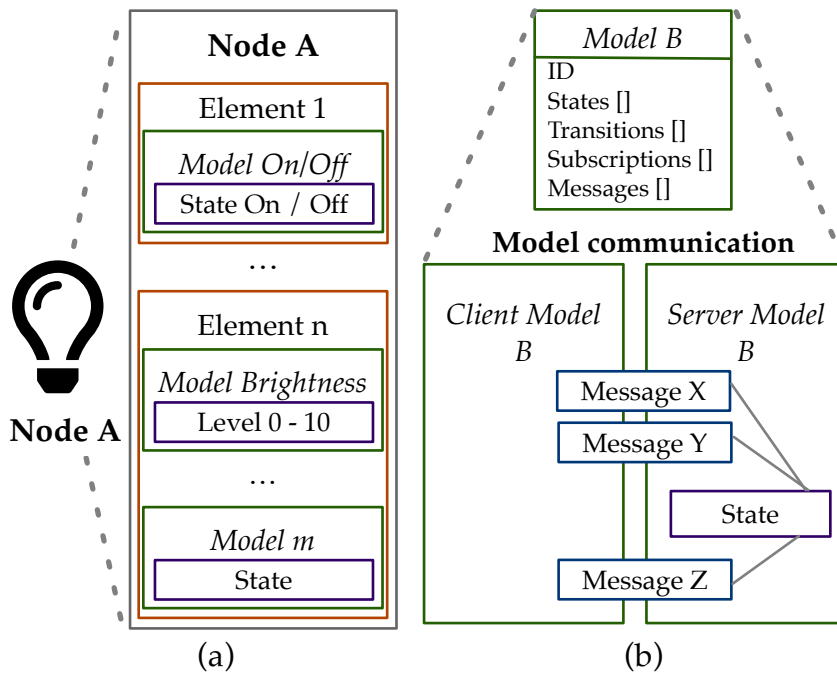 Node A
Element 1
Model On/Off
State On / Off
...
Element n
Model Brightness
Level 0 - 10
...
Model m
State
Node A
(a)
Model B
ID
States []
Transitions []
Subscriptions []
Messages []
Model communication
Client Model
B
Server Model
B
Message X
Message Y
State
Message Z
(b)